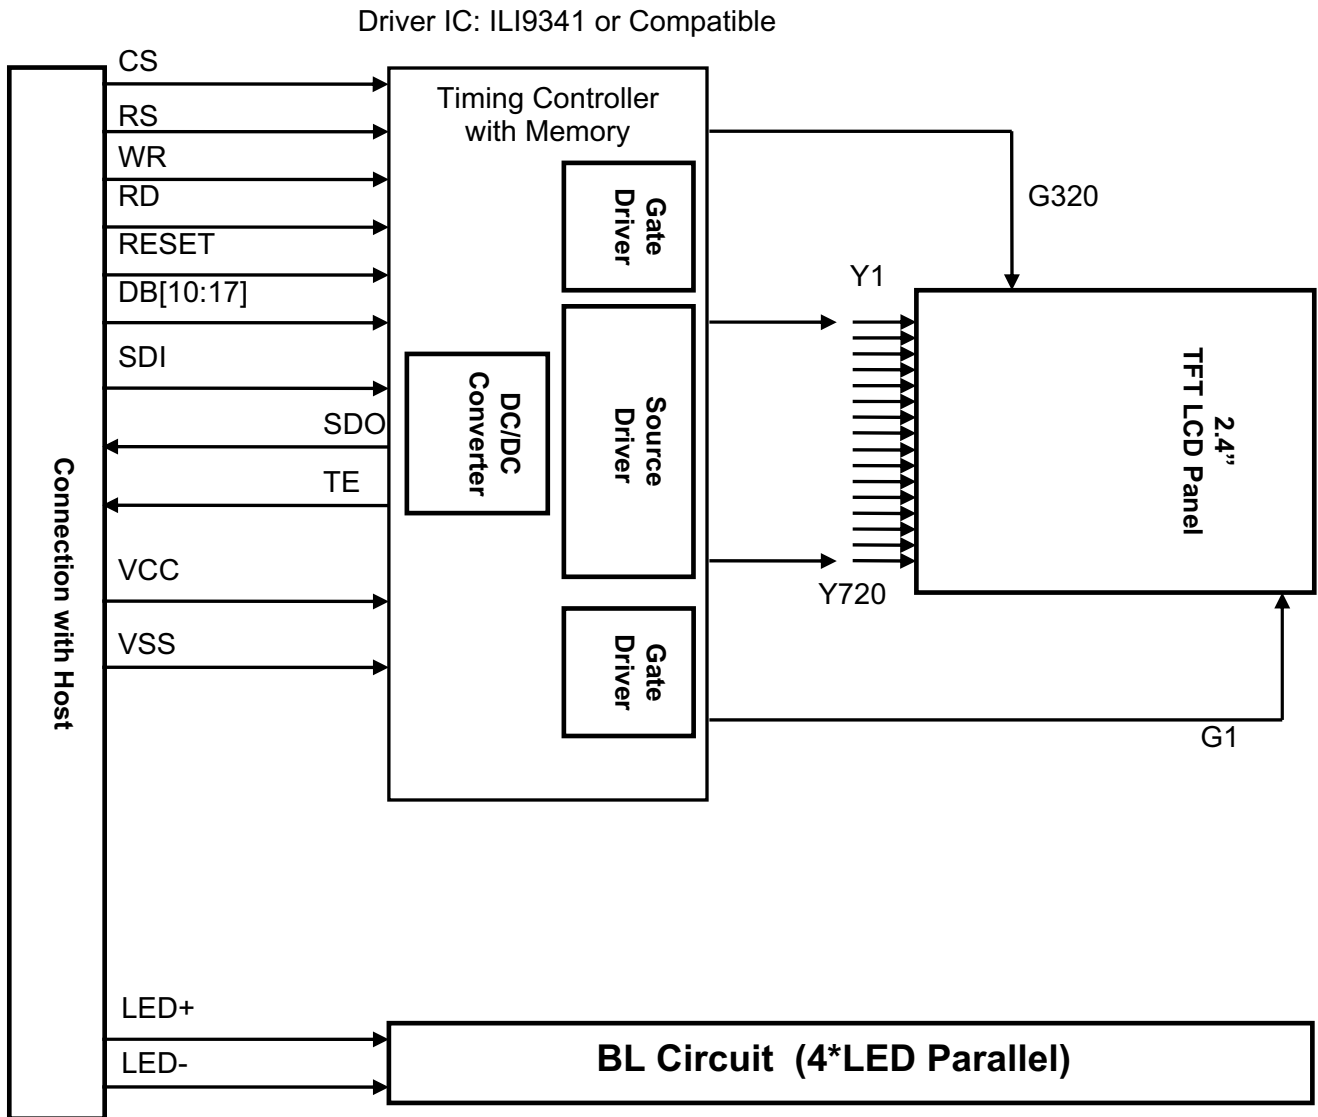 Driver IC: ILI9341 or Compatible
CS
RS
WR
RD
RESET
DB[10:17]
SDI
SDO
TE
VCC
VSS
LED+
LED-
Connection with Host
Timing Controller
with Memory
Gate
Driver
DC/DC
Converter
Source
Driver
Gate
Driver
G320
Y1
Y720
G1
2.4”
TFT LCD Panel
BL Circuit (4*LED Parallel)